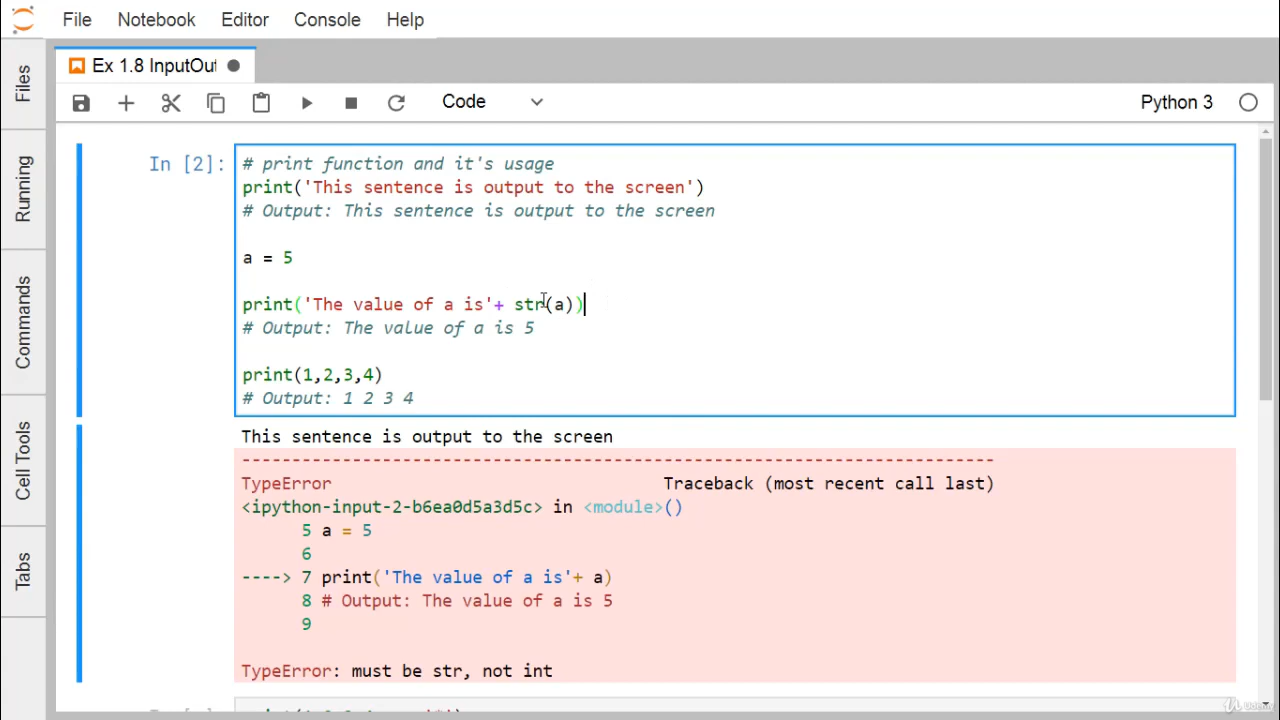 File Notebook Editor Console Help
Ex 1.8 InputOut
Code
Python 3
Files
Running
Commands
Cell Tools
Tabs
In [2]:
# print function and it's usage
print('This sentence is output to the screen')
# Output: This sentence is output to the screen
a = 5
print('The value of a is'+ str(a))
# Output: The value of a is 5
print(1,2,3,4)
# Output: 1 2 3 4
This sentence is output to the screen
---------------------------------------------------------------------------
TypeError Traceback (most recent call last)
<ipython-input-2-b6ea0d5a3d5c> in <module>()
5 a = 5
6
----> 7 print('The value of a is'+ a)
8 # Output: The value of a is 5
9
TypeError: must be str, not int
Udemy